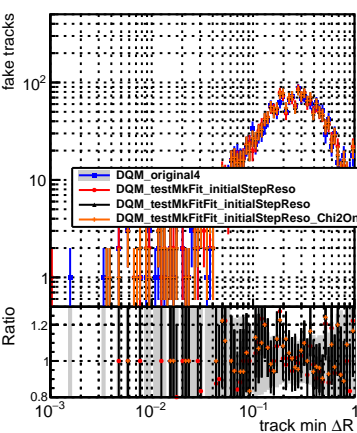 fake tracks
10²
10
1
DQM_original4
DQM_testMkFit_initialStepReso
DQM_testMkFitFit_initialStepReso
DQM_testMkFitFit_initialStepReso_Chi2On
Ratio
1.2
1
0.8
10⁻³ 10⁻² 10⁻¹ 1
track min ΔR